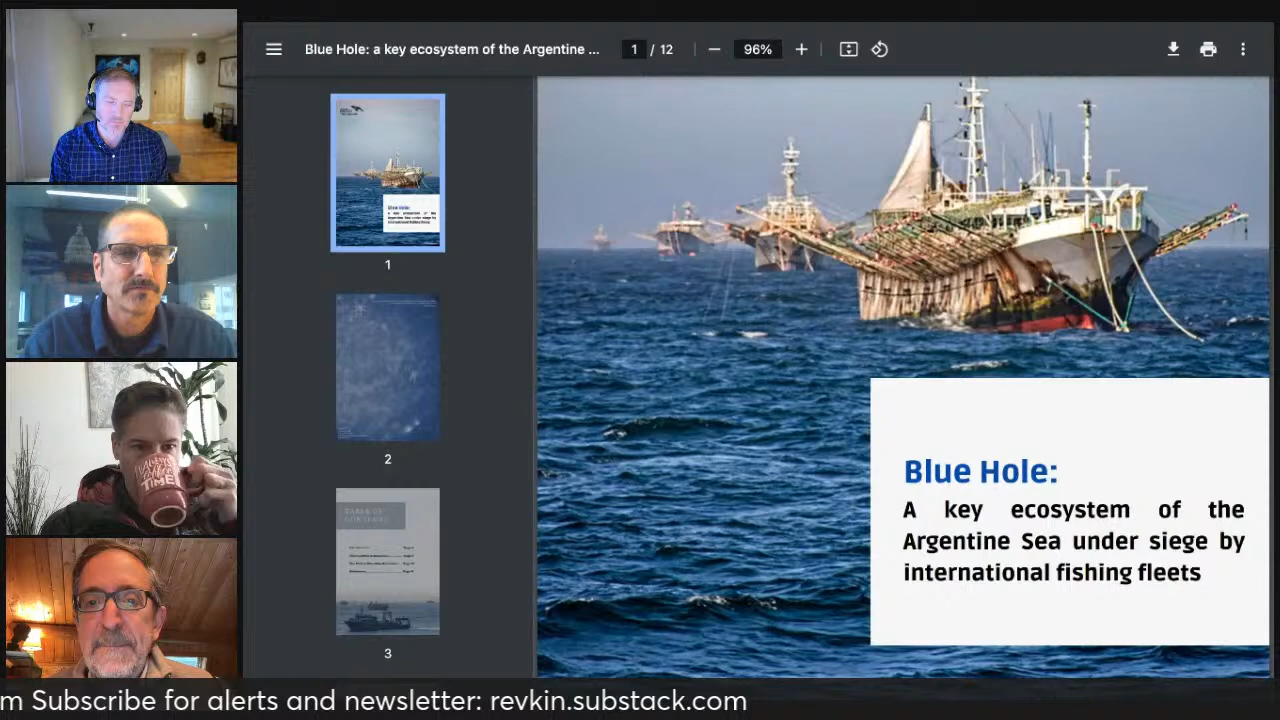 Blue Hole: a key ecosystem of the Argentine ...
1 / 12
96%
1
2
3
Blue Hole:
A key ecosystem of the
Argentine Sea under siege by
international fishing fleets
TIME!
m Subscribe for alerts and newsletter: revkin.substack.com